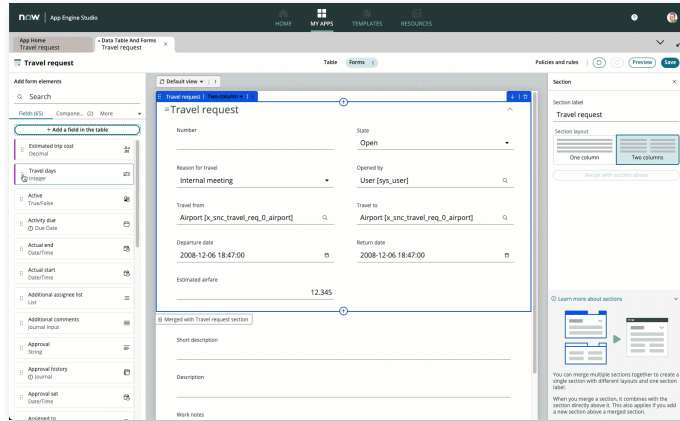 now | App Engine Studio
HOME
MY APPS
TEMPLATES
RESOURCES
App Home
Travel request
Data Table And Forms
Travel request
Travel request
Table
Forms
Policies and rules
Preview
Save
Add form elements
Search
Fields (65)
Compone... (2)
More
+ Add a field in the table
Estimated trip cost
Decimal
Travel days
Integer
Active
True/False
Activity due
Due Date
Actual end
Date/Time
Actual start
Date/Time
Additional assignee list
List
Additional comments
Journal Input
Approval
String
Approval history
Journal
Approval set
Date/Time
Assigned to
Default view
Travel request
Two column
Travel request
Number
State
Open
Reason for travel
Internal meeting
Opened by
User [sys_user]
Travel from
Airport [x_snc_travel_req_0_airport]
Travel to
Airport [x_snc_travel_req_0_airport]
Departure date
2008-12-06 18:47:00
Return date
2008-12-06 18:47:00
Estimated airfare
12.345
Merged with Travel request section
Short description
Description
Work notes
Section
Section label
Travel request
Section layout
One column
Two columns
Merge with section above
Learn more about sections
You can merge multiple sections together to create a
single section with different layouts and one section
label.
When you merge a section, it combines with the
section directly above it. This also applies if you add
a new section above a merged section.